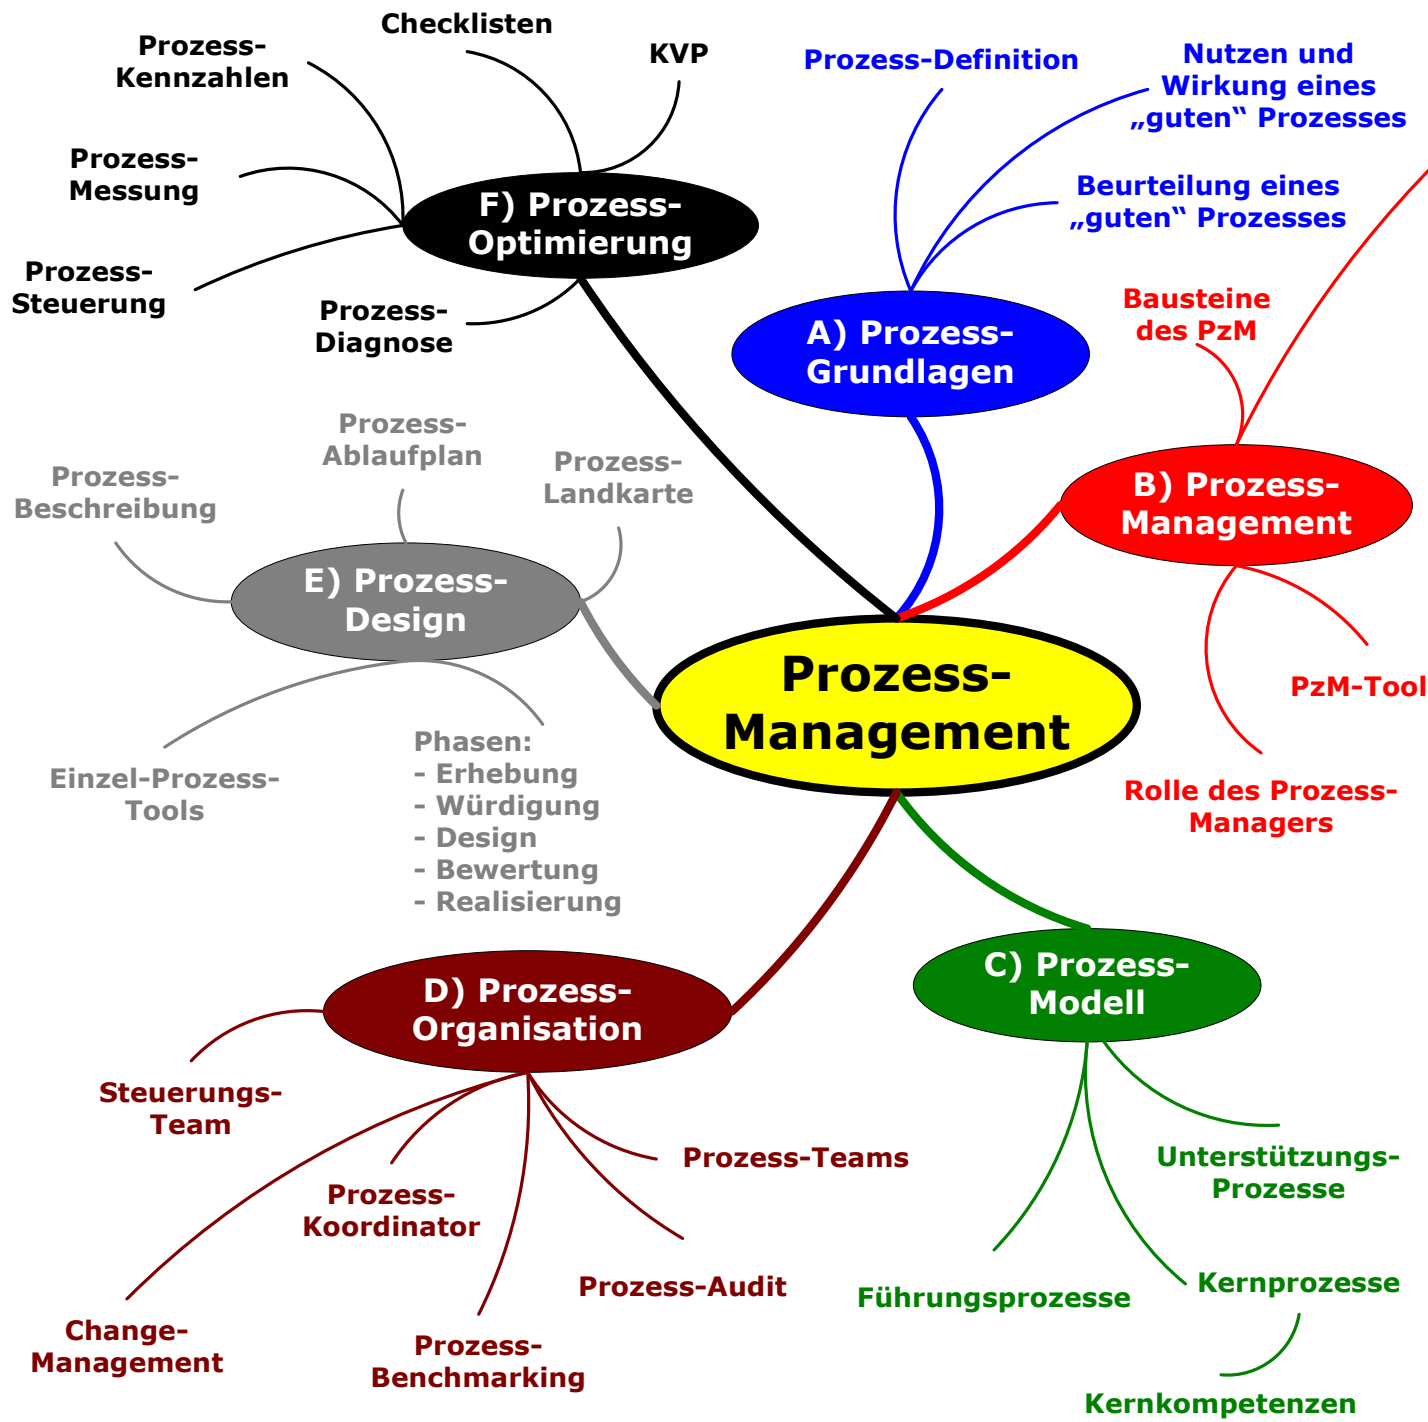 Checklisten
Prozess-
Kennzahlen
KVP
Prozess-
Messung
Prozess-
Steuerung
F) Prozess-
Optimierung
Prozess-
Diagnose
Prozess-Definition
Nutzen und
Wirkung eines
„guten“ Prozesses
Beurteilung eines
„guten“ Prozesses
A) Prozess-
Grundlagen
Bausteine
des PzM
B) Prozess-
Management
PzM-Tool
Rolle des Prozess-
Managers
Prozess-
Ablaufplan
Prozess-
Beschreibung
Prozess-
Landkarte
E) Prozess-
Design
Einzel-Prozess-
Tools
Phasen:
- Erhebung
- Würdigung
- Design
- Bewertung
- Realisierung
Prozess-
Management
D) Prozess-
Organisation
Steuerungs-
Team
Prozess-Teams
Prozess-
Koordinator
Prozess-Audit
Change-
Management
Prozess-
Benchmarking
C) Prozess-
Modell
Unterstützungs-
Prozesse
Führungsprozesse
Kernprozesse
Kernkompetenzen